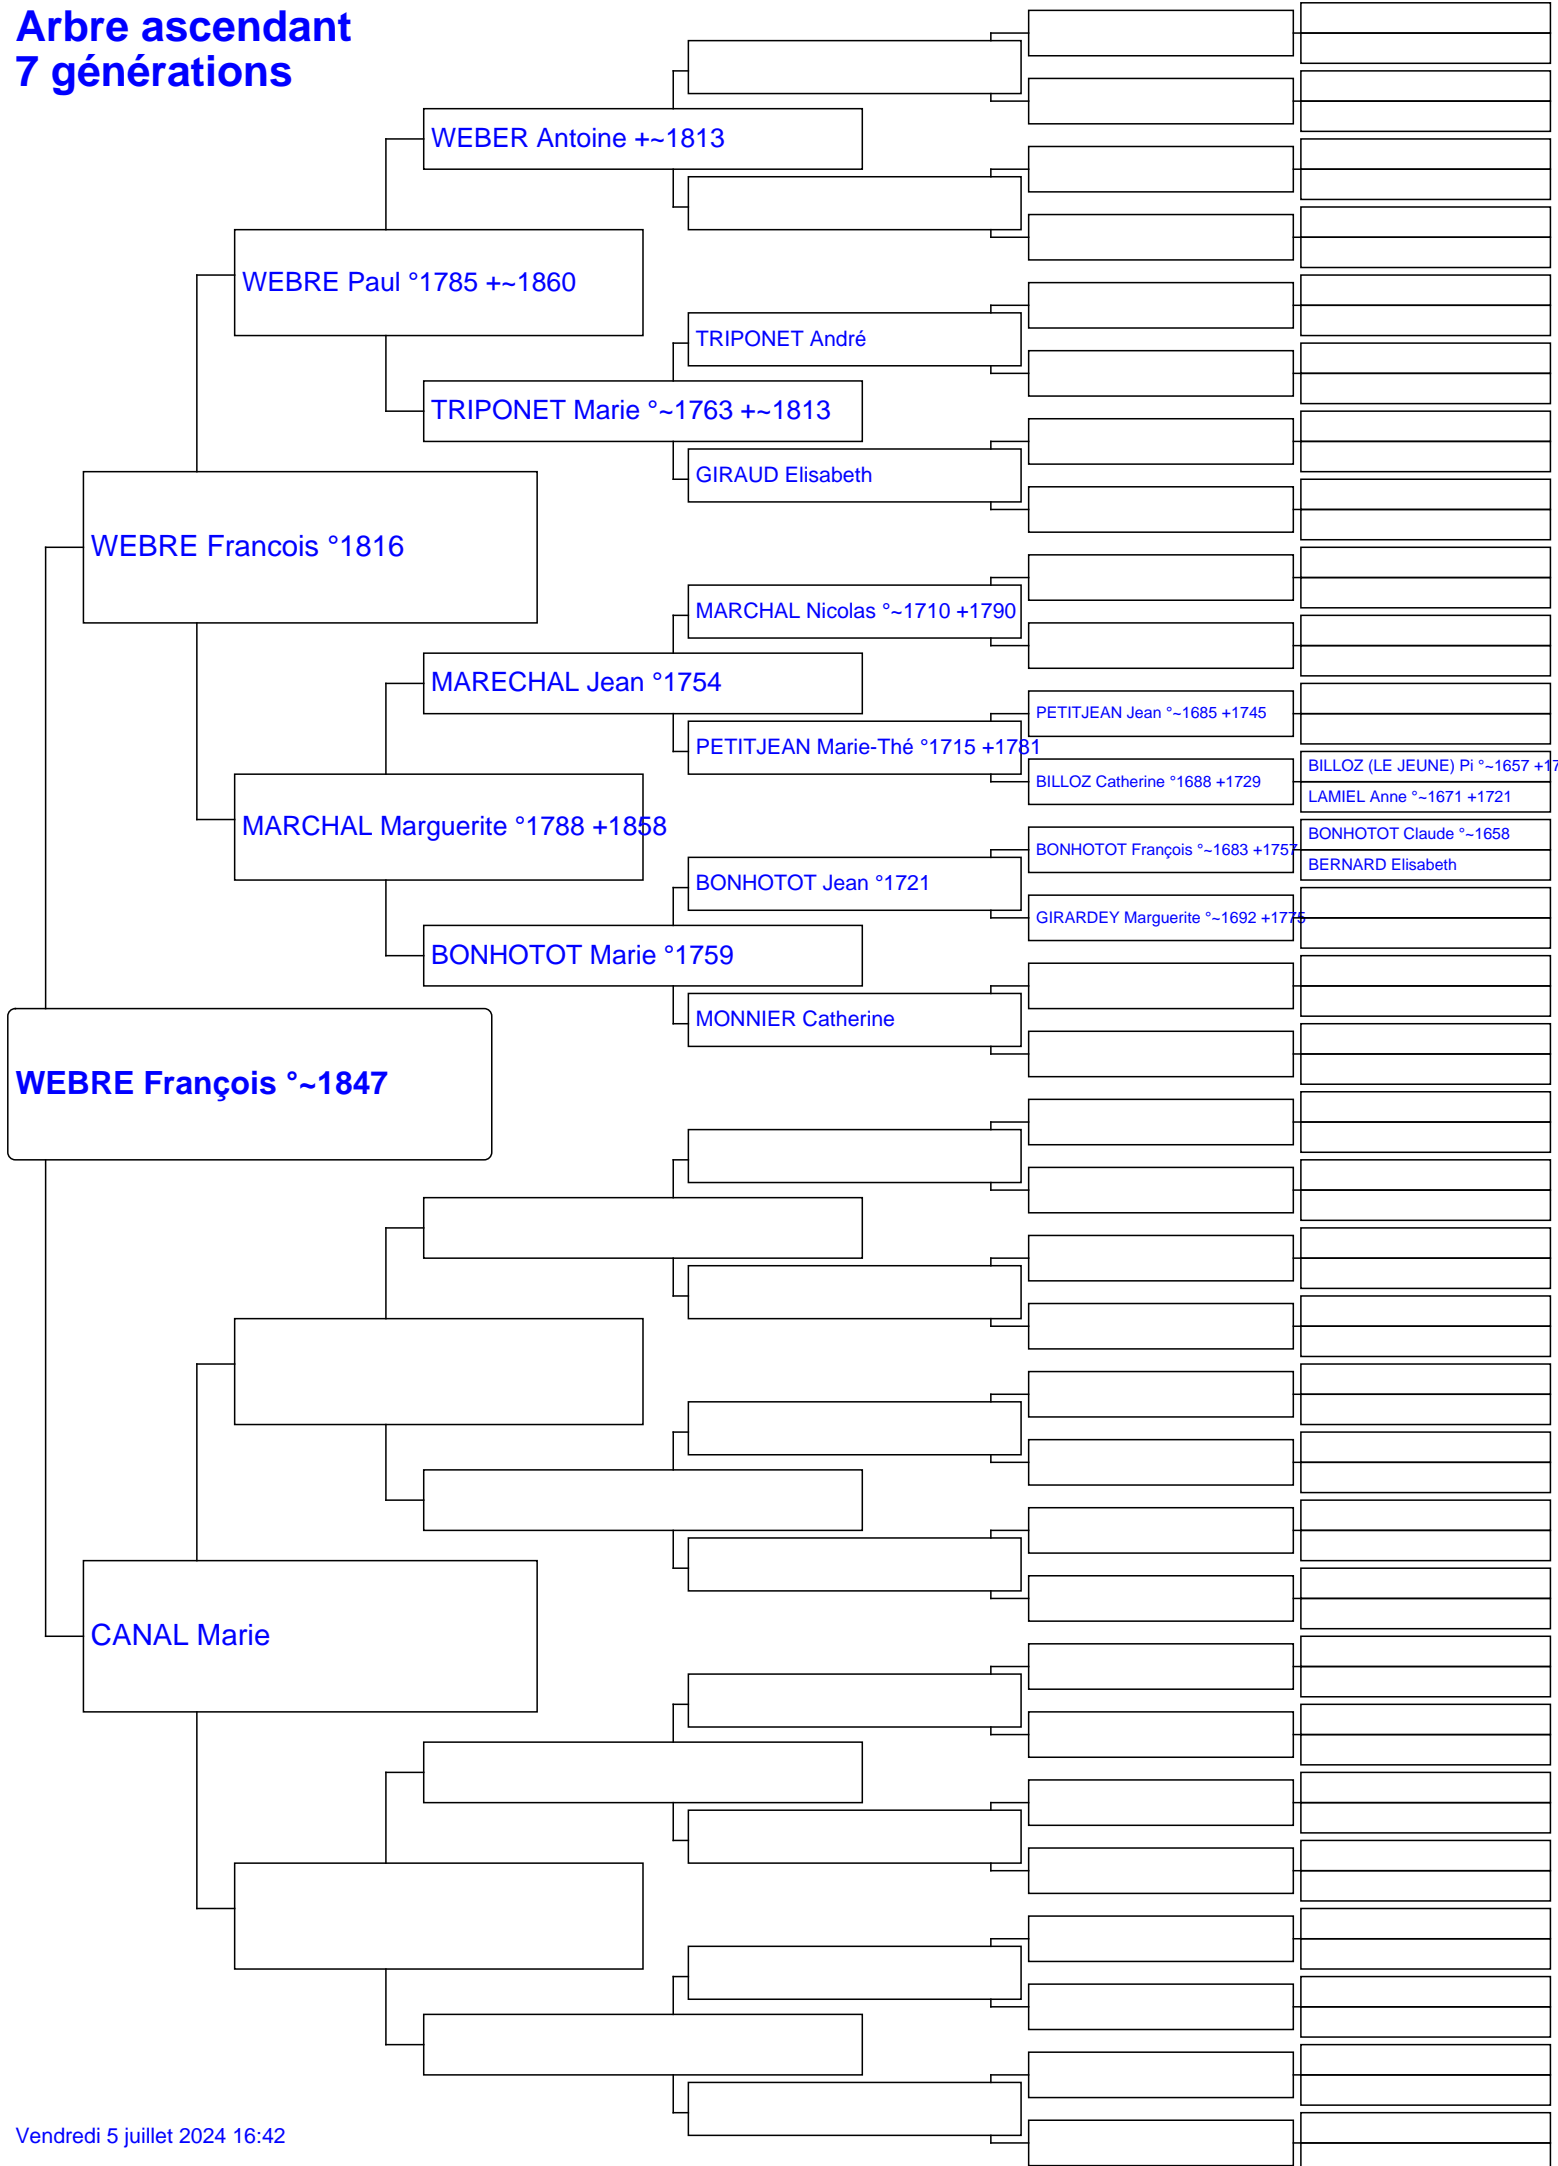 Arbre ascendant
7 générations
WEBER Antoine +~1813
WEBRE Paul °1785 +~1860
TRIPONET André
TRIPONET Marie °~1763 +~1813
GIRAUD Elisabeth
WEBRE Francois °1816
MARCHAL Nicolas °~1710 +1790
MARECHAL Jean °1754
PETITJEAN Jean °~1685 +1745
PETITJEAN Marie-Thé °1715 +1781
BILLOZ (LE JEUNE) Pi °~1657 +17
BILLOZ Catherine °1688 +1729
LAMIEL Anne °~1671 +1721
MARCHAL Marguerite °1788 +1858
BONHOTOT Claude °~1658
BONHOTOT François °~1683 +1757
BERNARD Elisabeth
BONHOTOT Jean °1721
GIRARDEY Marguerite °~1692 +1775
BONHOTOT Marie °1759
MONNIER Catherine
WEBRE François °~1847
CANAL Marie
Vendredi 5 juillet 2024 16:42